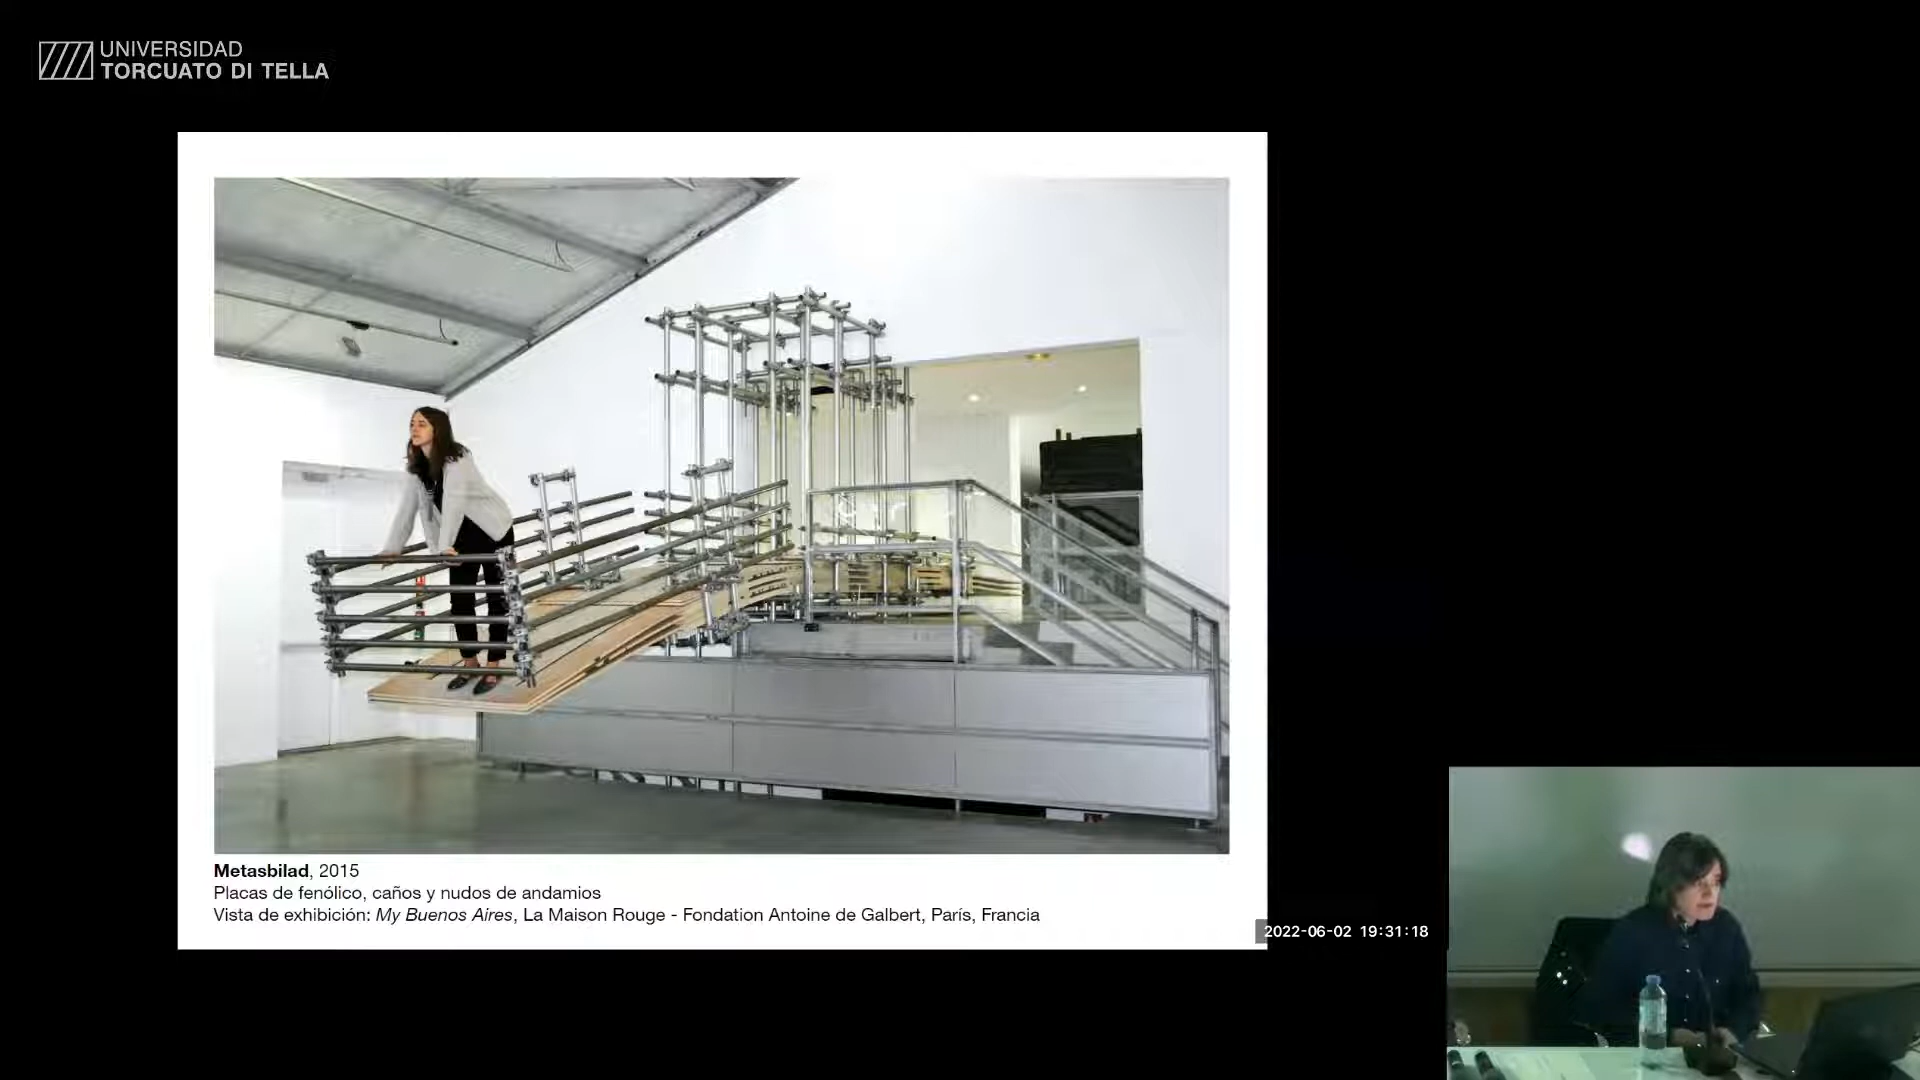 UNIVERSIDAD
TORCUATO DI TELLA
Metasbilad, 2015
Placas de fenólico, caños y nudos de andamios
Vista de exhibición: My Buenos Aires, La Maison Rouge - Fondation Antoine de Galbert, París, Francia
2022-06-02 19:31:18